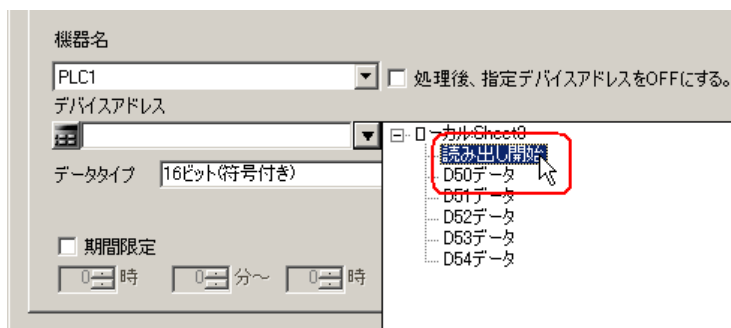 機器名
PLC1
処理後、指定デバイスアドレスをOFFにする。
デバイスアドレス
ローカル:Sheet3
読み出し開始
データタイプ 16ビット(符号付き)
D50データ
D51データ
D52データ
D53データ
D54データ
期間限定
0時 0分～ 0時